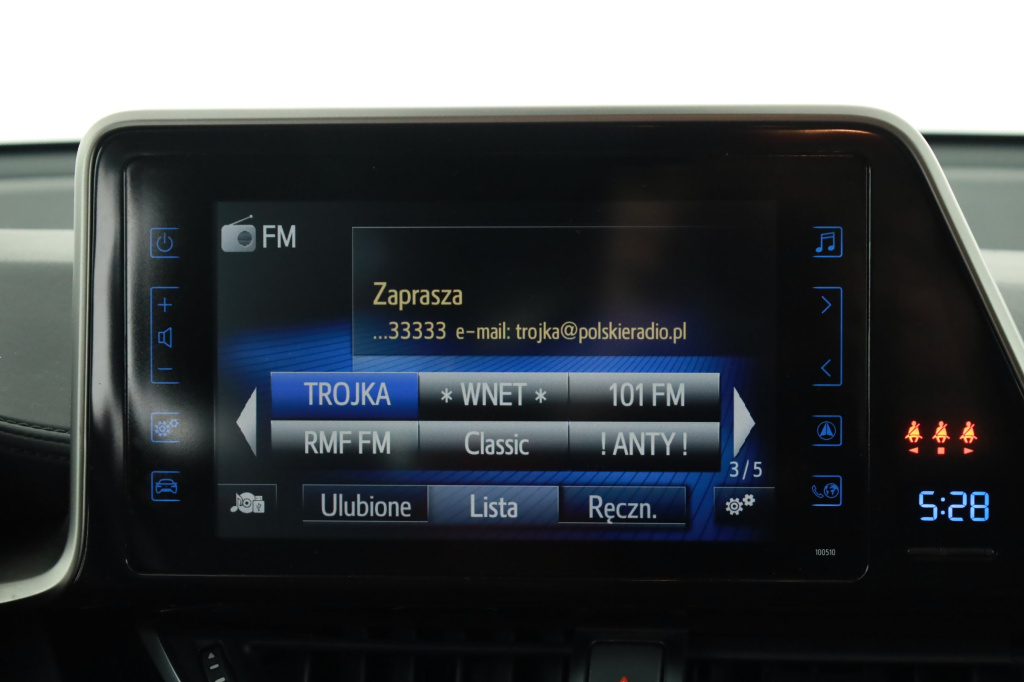 FM
Zaprasza
...33333 e-mail: trojka@polskieradio.pl
TROJKA * WNET * 101 FM
RMF FM Classic ! ANTY !
3/5
Ulubione Lista Ręczn.
5:28
100510